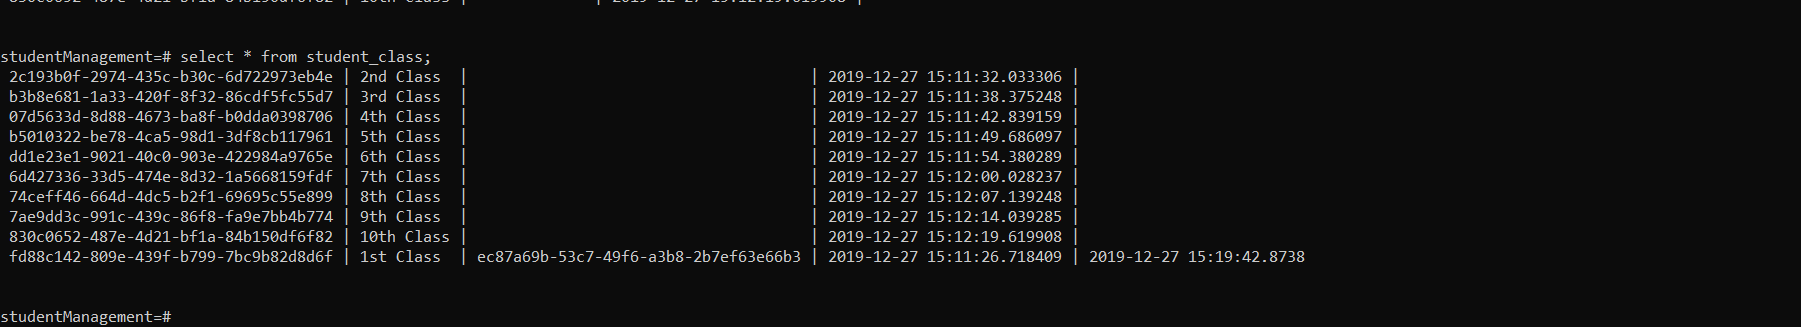 830c0652-487e-4d21-bf1a-84b150df6f82 | 10th Class | | 2019-12-27 15:12:19.619908 |
studentManagement=# select * from student_class;
2c193b0f-2974-435c-b30c-6d722973eb4e | 2nd Class | | 2019-12-27 15:11:32.033306 |
b3b8e681-1a33-420f-8f32-86cdf5fc55d7 | 3rd Class | | 2019-12-27 15:11:38.375248 |
07d5633d-8d88-4673-ba8f-b0dda0398706 | 4th Class | | 2019-12-27 15:11:42.839159 |
b5010322-be78-4ca5-98d1-3df8cb117961 | 5th Class | | 2019-12-27 15:11:49.686097 |
dd1e23e1-9021-40c0-903e-422984a9765e | 6th Class | | 2019-12-27 15:11:54.380289 |
6d427336-33d5-474e-8d32-1a5668159fdf | 7th Class | | 2019-12-27 15:12:00.028237 |
74ceff46-664d-4dc5-b2f1-69695c55e899 | 8th Class | | 2019-12-27 15:12:07.139248 |
7ae9dd3c-991c-439c-86f8-fa9e7bb4b774 | 9th Class | | 2019-12-27 15:12:14.039285 |
830c0652-487e-4d21-bf1a-84b150df6f82 | 10th Class | | 2019-12-27 15:12:19.619908 |
fd88c142-809e-439f-b799-7bc9b82d8d6f | 1st Class | ec87a69b-53c7-49f6-a3b8-2b7ef63e66b3 | 2019-12-27 15:11:26.718409 | 2019-12-27 15:19:42.8738
studentManagement=#